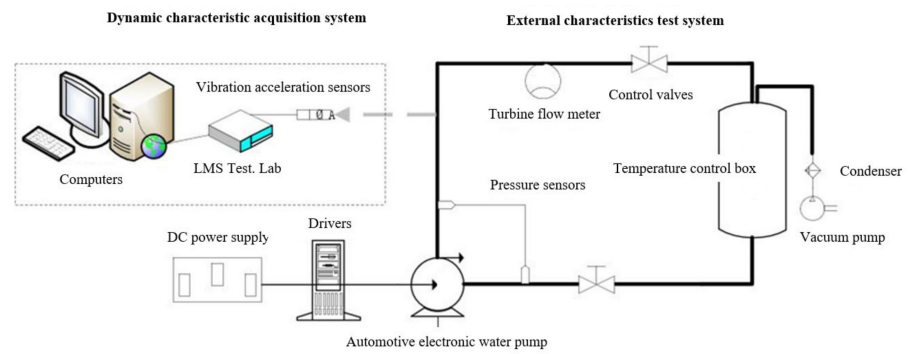 Dynamic characteristic acquisition system
External characteristics test system
Vibration acceleration sensors
0 A
Control valves
Turbine flow meter
LMS Test. Lab
Computers
Temperature control box
Condenser
Pressure sensors
Drivers
DC power supply
Vacuum pump
Automotive electronic water pump